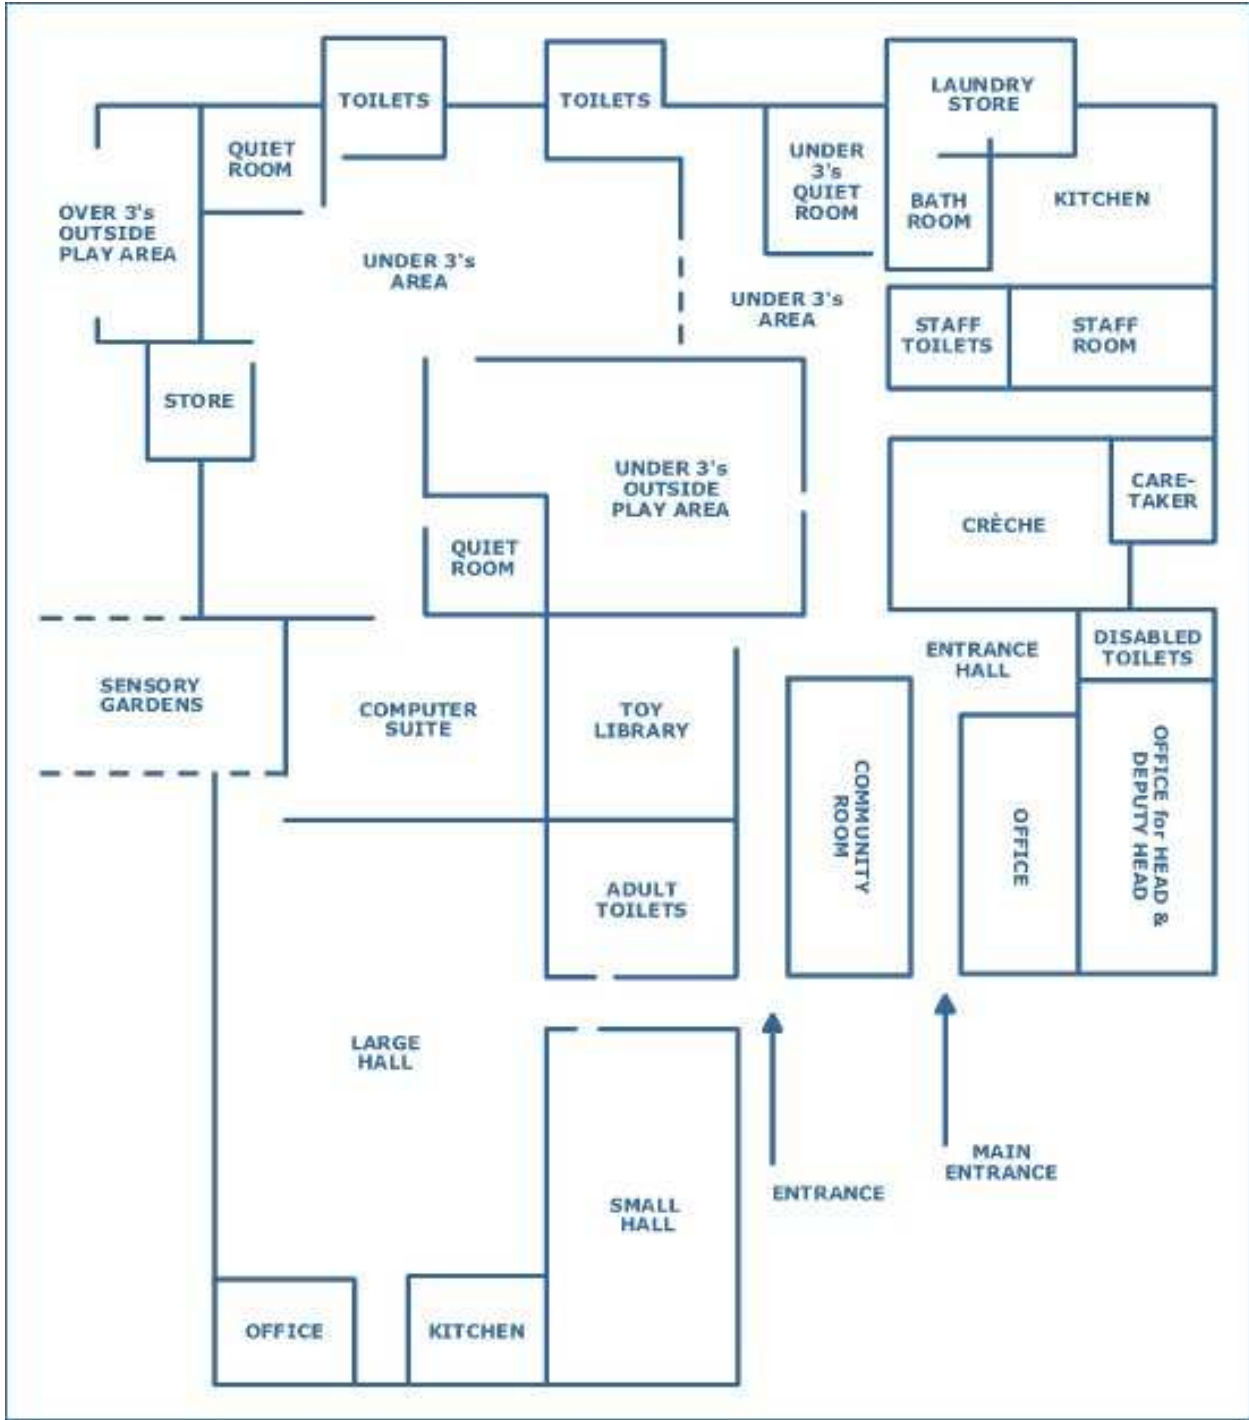 TOILETS
TOILETS
LAUNDRY
STORE
QUIET
ROOM
UNDER
3's
QUIET
ROOM
BATH
ROOM
KITCHEN
OVER 3's
OUTSIDE
PLAY AREA
UNDER 3's
AREA
UNDER 3's
AREA
STAFF
TOILETS
STAFF
ROOM
STORE
UNDER 3's
OUTSIDE
PLAY AREA
CARE-
TAKER
CRÈCHE
QUIET
ROOM
ENTRANCE
HALL
DISABLED
TOILETS
SENSORY
GARDENS
COMPUTER
SUITE
TOY
LIBRARY
COMMUNITY
ROOM
OFFICE
OFFICE for HEAD &
DEPUTY HEAD
ADULT
TOILETS
LARGE
HALL
MAIN
ENTRANCE
ENTRANCE
SMALL
HALL
OFFICE
KITCHEN